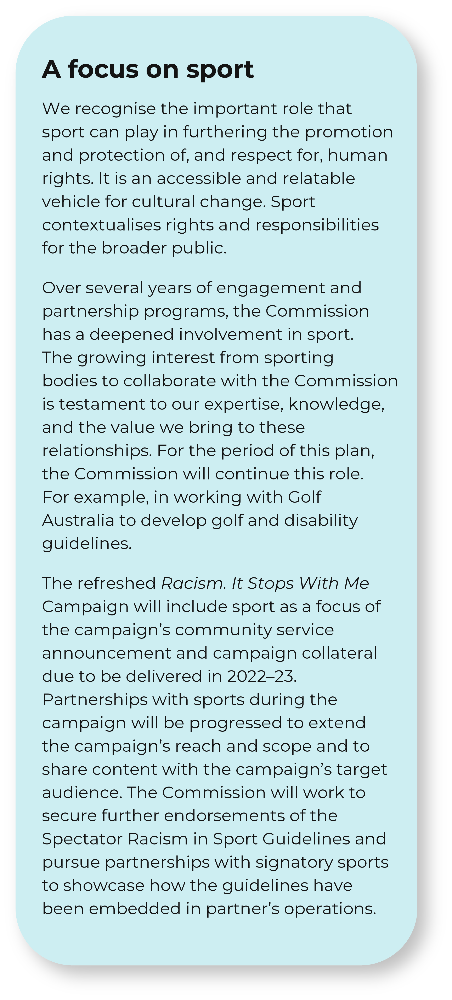 A focus on sport
We recognise the important role that
sport can play in furthering the promotion
and protection of, and respect for, human
rights. It is an accessible and relatable
vehicle for cultural change. Sport
contextualises rights and responsibilities
for the broader public.
Over several years of engagement and
partnership programs, the Commission
has a deepened involvement in sport.
The growing interest from sporting
bodies to collaborate with the Commission
is testament to our expertise, knowledge,
and the value we bring to these
relationships. For the period of this plan,
the Commission will continue this role.
For example, in working with Golf
Australia to develop golf and disability
guidelines.
The refreshed Racism. It Stops With Me
Campaign will include sport as a focus of
the campaign’s community service
announcement and campaign collateral
due to be delivered in 2022–23.
Partnerships with sports during the
campaign will be progressed to extend
the campaign’s reach and scope and to
share content with the campaign’s target
audience. The Commission will work to
secure further endorsements of the
Spectator Racism in Sport Guidelines and
pursue partnerships with signatory sports
to showcase how the guidelines have
been embedded in partner’s operations.